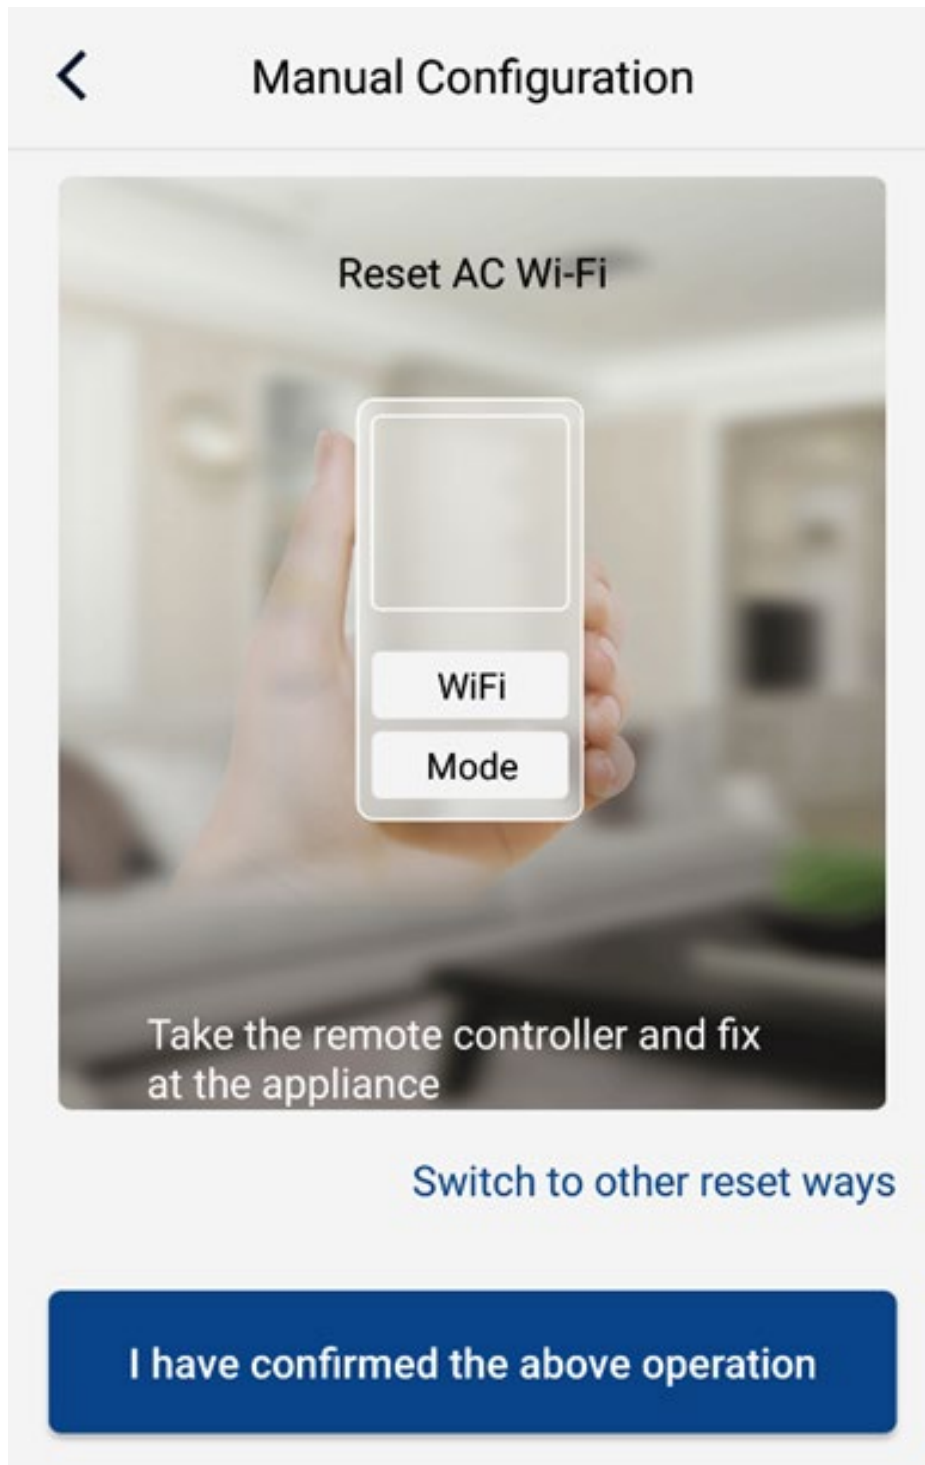 Manual Configuration
Reset AC Wi-Fi
WiFi
Mode
Take the remote controller and fix
at the appliance
Switch to other reset ways
I have confirmed the above operation